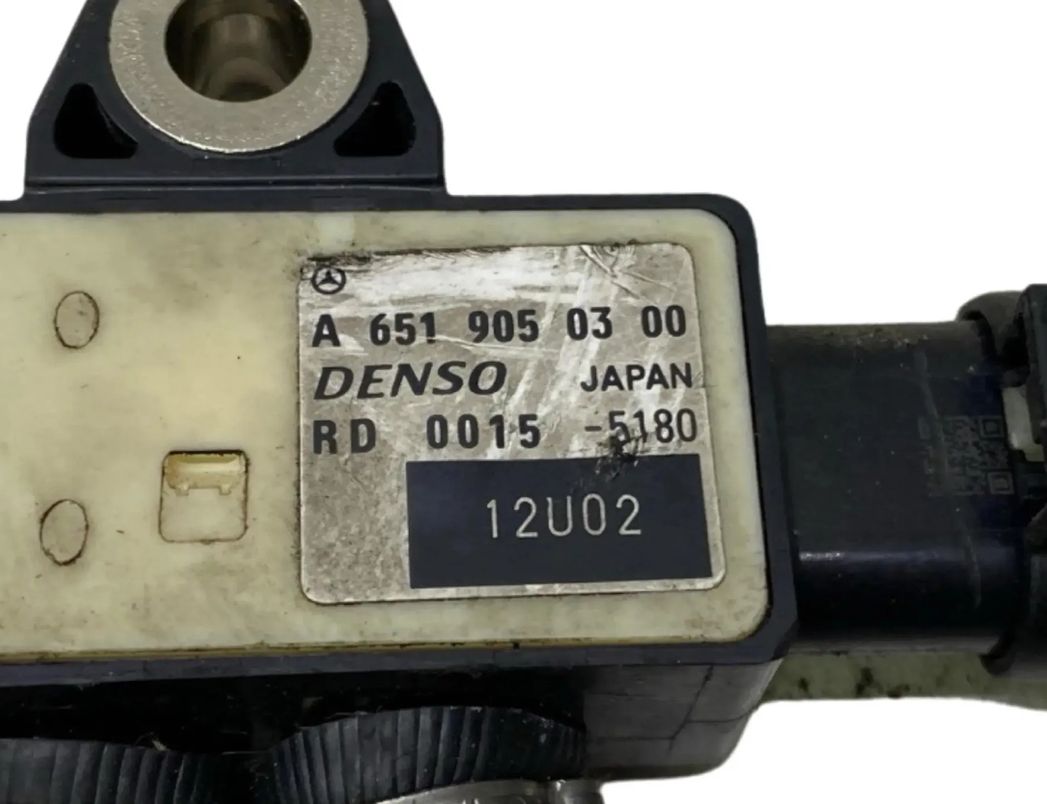 A 651 905 03 00
DENSO JAPAN
RD 0015 -5180
12U02